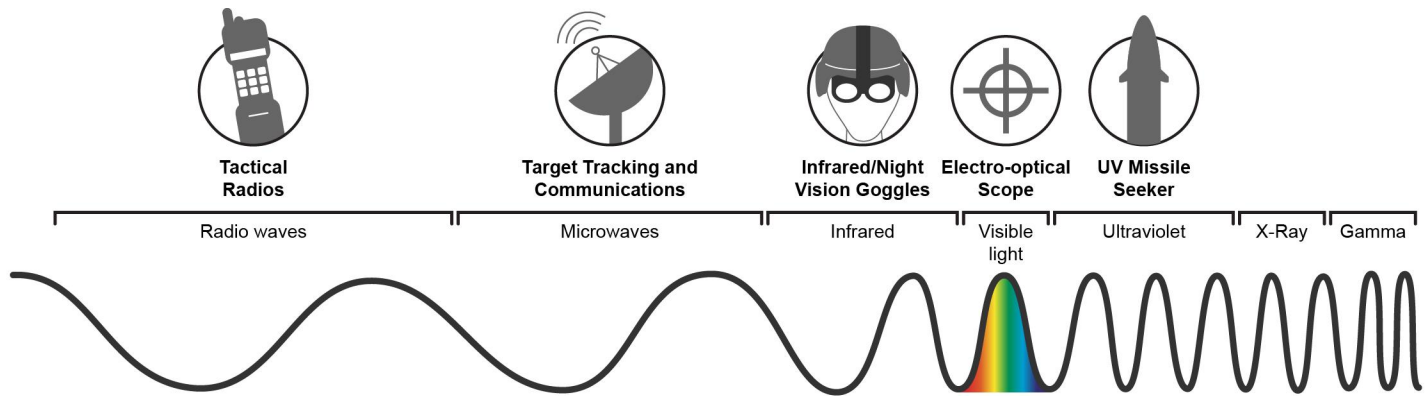 Tactical
Radios
Target Tracking and
Communications
Infrared/Night
Vision Goggles
Electro-optical
Scope
UV Missile
Seeker
Radio waves
Microwaves
Infrared
Visible
light
Ultraviolet
X-Ray
Gamma